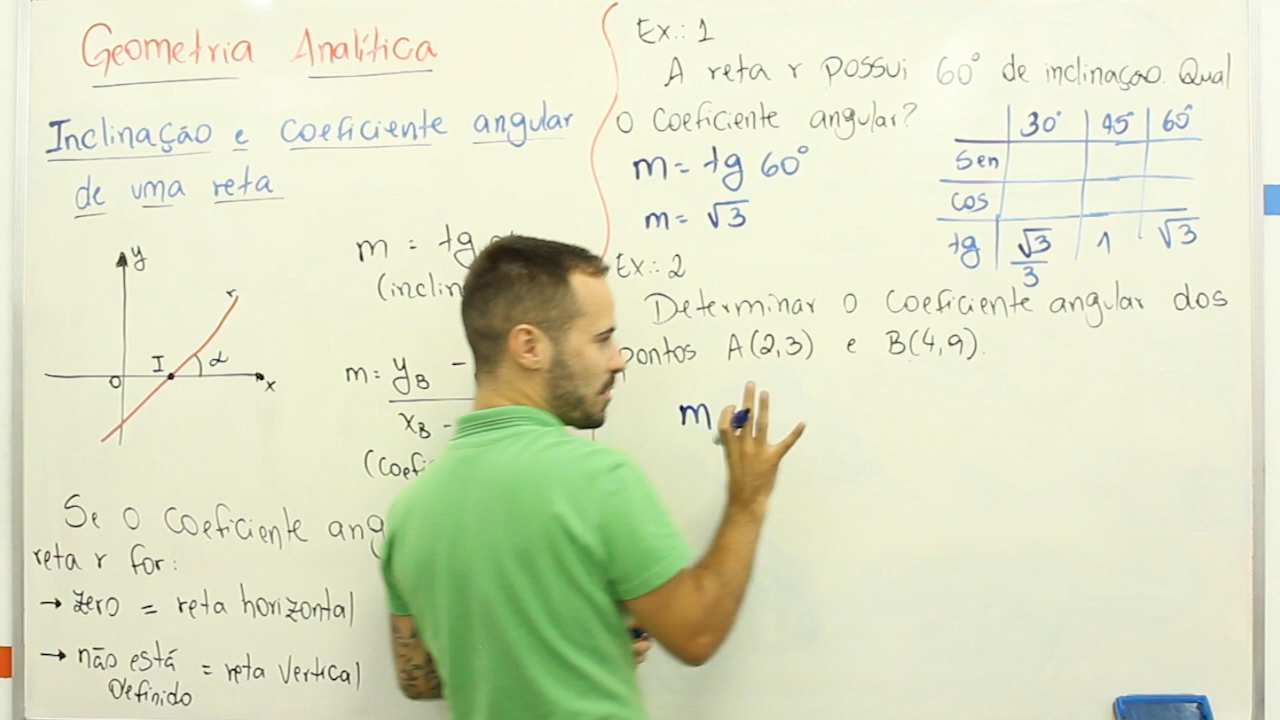 Geometria Analítica
Inclinação e coeficiente angular
de uma reta
y
r
I
α
O
x
m = tg
(inclin
m = yB -
xB -
(coefi
Se o coeficiente ang
reta r for:
→ zero = reta horizontal
→ não está = reta vertical
Definido
Ex.: 1
A reta r possui 60° de inclinação. Qual
o coeficiente angular?
m = tg 60°
m = √3
30° 45° 60°
Sen
cos
tg √3/3 1 √3
Ex.: 2
Determinar o coeficiente angular dos
pontos A(2,3) e B(4,9).
m